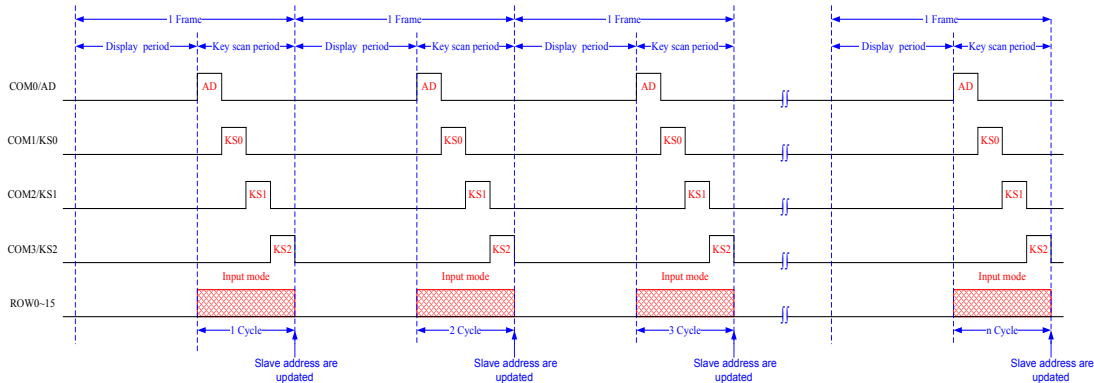 1 Frame 1 Frame 1 Frame 1 Frame
Display period Key scan period Display period Key scan period Display period Key scan period Display period Key scan period
COM0/AD AD AD AD AD
COM1/KS0 KS0 KS0 KS0 KS0
COM2/KS1 KS1 KS1 KS1 KS1
COM3/KS2 KS2 KS2 KS2 KS2
Input mode Input mode Input mode Input mode
ROW0~15
1 Cycle 2 Cycle 3 Cycle n Cycle
Slave address are Slave address are Slave address are Slave address are
updated updated updated updated